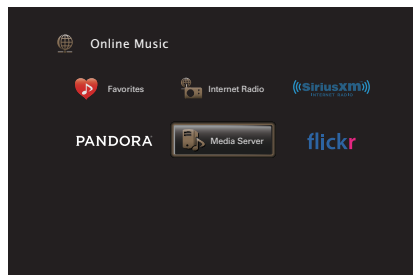 Online Music
Favorites
Internet Radio
((SiriusXM))
INTERNET RADIO
PANDORA
Media Server
flickr